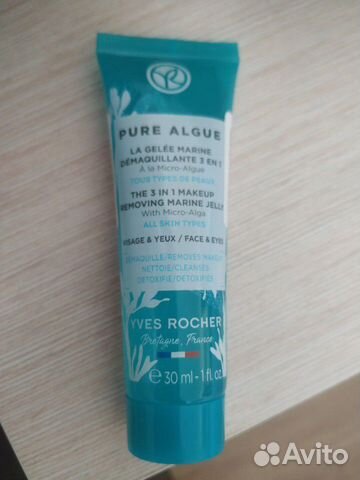 PURE ALGUE
LA GELÉE MARINE
DÉMAQUILLANTE 3 EN 1
À la Micro-Algue
TOUS TYPES DE PEAUX
THE 3 IN 1 MAKEUP
REMOVING MARINE JELLY
With Micro-Alga
ALL SKIN TYPES
VISAGE & YEUX / FACE & EYES
DÉMAQUILLE/REMOVES MAKEUP
NETTOIE/CLEANSES
DÉTOXIFIE/DETOXIFIES
YVES ROCHER
Bretagne, France
e 30 ml - 1 fl. oz
Avito